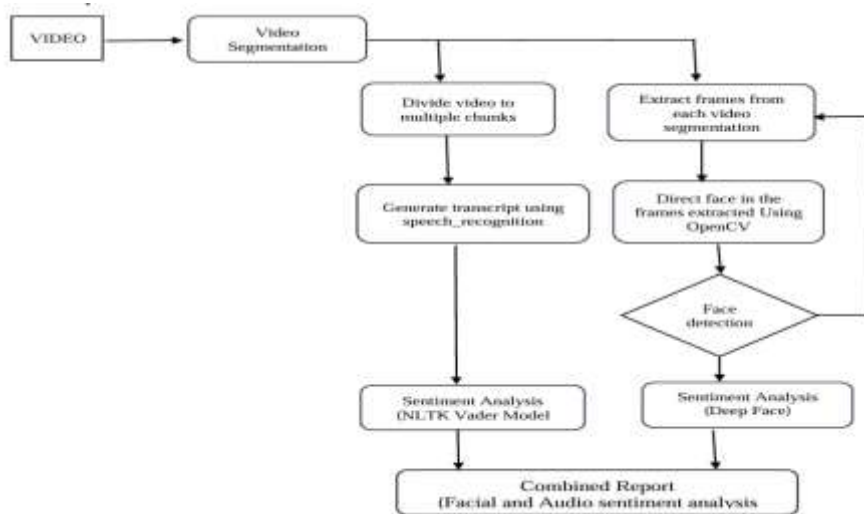 VIDEO
Video
Segmentation
Divide video to
multiple chunks
Extract frames from
each video
segmentation
Generate transcript using
speech_recognition
Direct face in the
frames extracted Using
OpenCV
Face
detection
Sentiment Analysis
(NLTK Vader Model
Sentiment Analysis
(Deep Face)
Combined Report
(Facial and Audio sentiment analysis